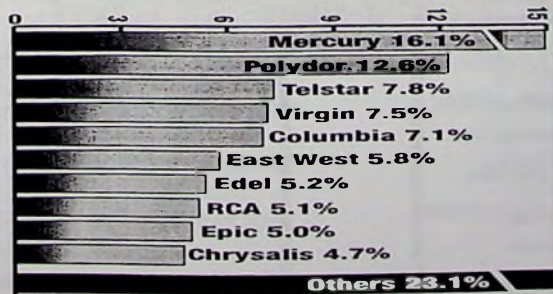 0 3 6 9 12 15
Mercury 16.1%
Polydor 12.6%
Telstar 7.8%
Virgin 7.5%
Columbia 7.1%
East West 5.8%
Edel 5.2%
RCA 5.1%
Epic 5.0%
Chrysalis 4.7%
Others 23.1%